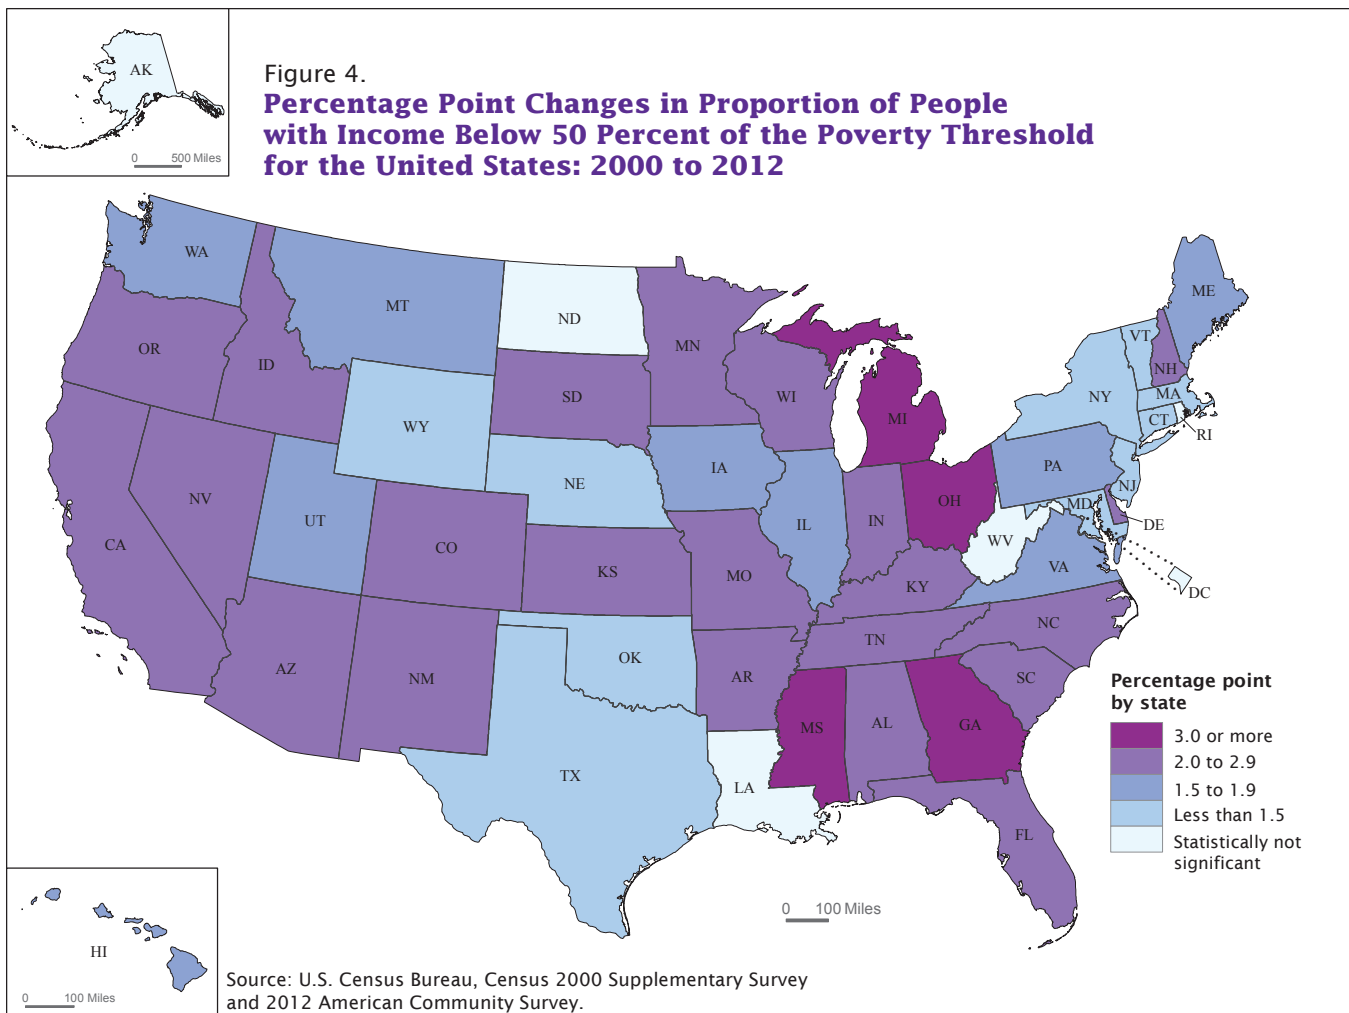 AK
0 500 Miles
Figure 4.
Percentage Point Changes in Proportion of People
with Income Below 50 Percent of the Poverty Threshold
for the United States: 2000 to 2012
WA
MT
ND
MN
ME
VT
NH
OR
ID
SD
WI
MI
NY
MA
CT
RI
WY
IA
PA
NE
NJ
NV
UT
IL
IN
OH
MD
DE
CA
CO
WV
VA
DC
KS
MO
KY
NC
TN
AZ
NM
OK
AR
SC
MS
AL
GA
TX
LA
FL
Percentage point
by state
3.0 or more
2.0 to 2.9
1.5 to 1.9
Less than 1.5
Statistically not
significant
0 100 Miles
HI
0 100 Miles
Source: U.S. Census Bureau, Census 2000 Supplementary Survey
and 2012 American Community Survey.